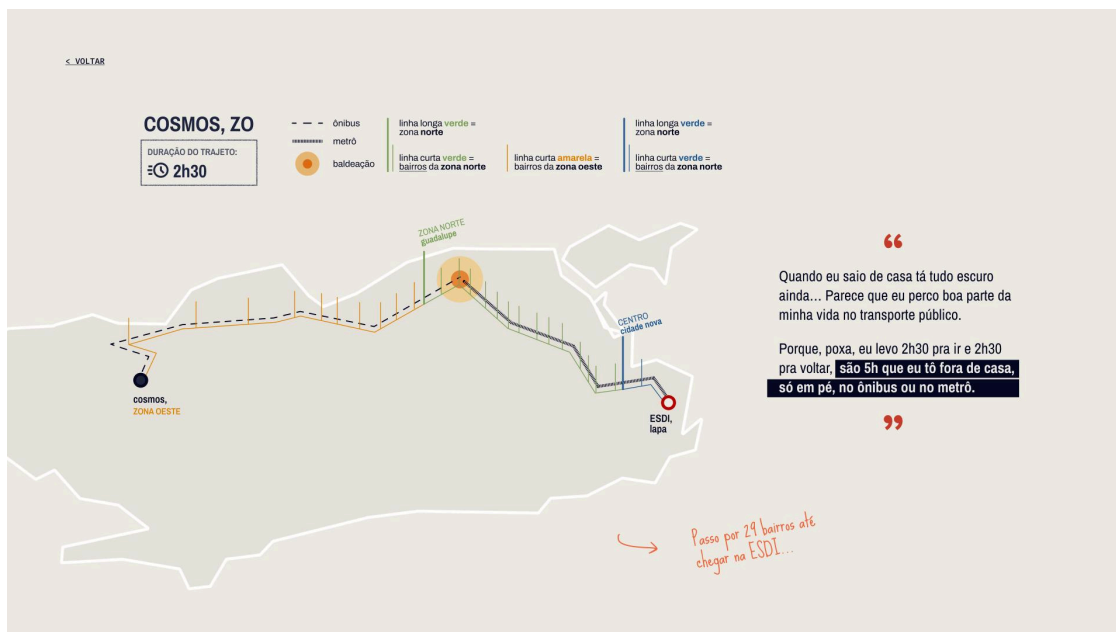 < VOLTAR
COSMOS, ZO
DURAÇÃO DO TRAJETO:
2h30
ônibus
metrô
baldeação
linha longa verde =
zona norte
linha curta verde =
bairros da zona norte
linha curta amarela =
bairros da zona oeste
linha longa verde =
zona norte
linha curta verde =
bairros da zona norte
ZONA NORTE
guadalupe
CENTRO
cidade nova
cosmos,
ZONA OESTE
ESDI,
lapa
“
Quando eu saio de casa tá tudo escuro
ainda... Parece que eu perco boa parte da
minha vida no transporte público.
Porque, poxa, eu levo 2h30 pra ir e 2h30
pra voltar, são 5h que eu tô fora de casa,
só em pé, no ônibus ou no metrô.
”
Passo por 29 bairros até
chegar na ESDI...